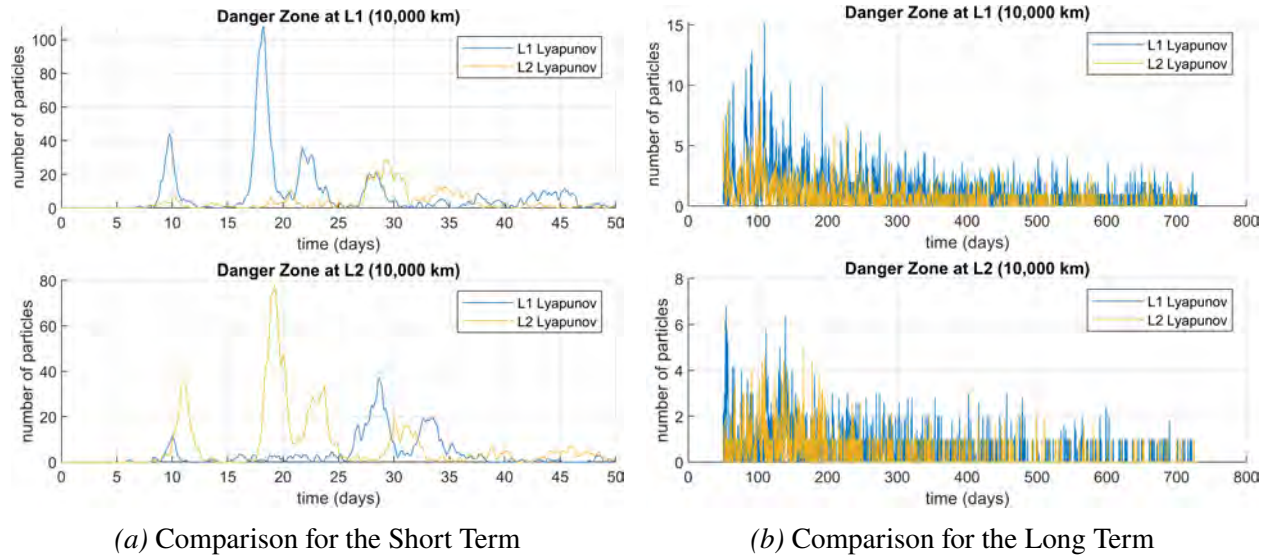 Danger Zone at L1 (10,000 km)
number of particles
100
80
60
40
20
0
L1 Lyapunov
L2 Lyapunov
0 5 10 15 20 25 30 35 40 45 50
time (days)
Danger Zone at L2 (10,000 km)
number of particles
80
60
40
20
0
L1 Lyapunov
L2 Lyapunov
0 5 10 15 20 25 30 35 40 45 50
time (days)
(a) Comparison for the Short Term
Danger Zone at L1 (10,000 km)
number of particles
15
10
5
0
L1 Lyapunov
L2 Lyapunov
0 100 200 300 400 500 600 700 800
time (days)
Danger Zone at L2 (10,000 km)
number of particles
8
6
4
2
0
L1 Lyapunov
L2 Lyapunov
0 100 200 300 400 500 600 700 800
time (days)
(b) Comparison for the Long Term